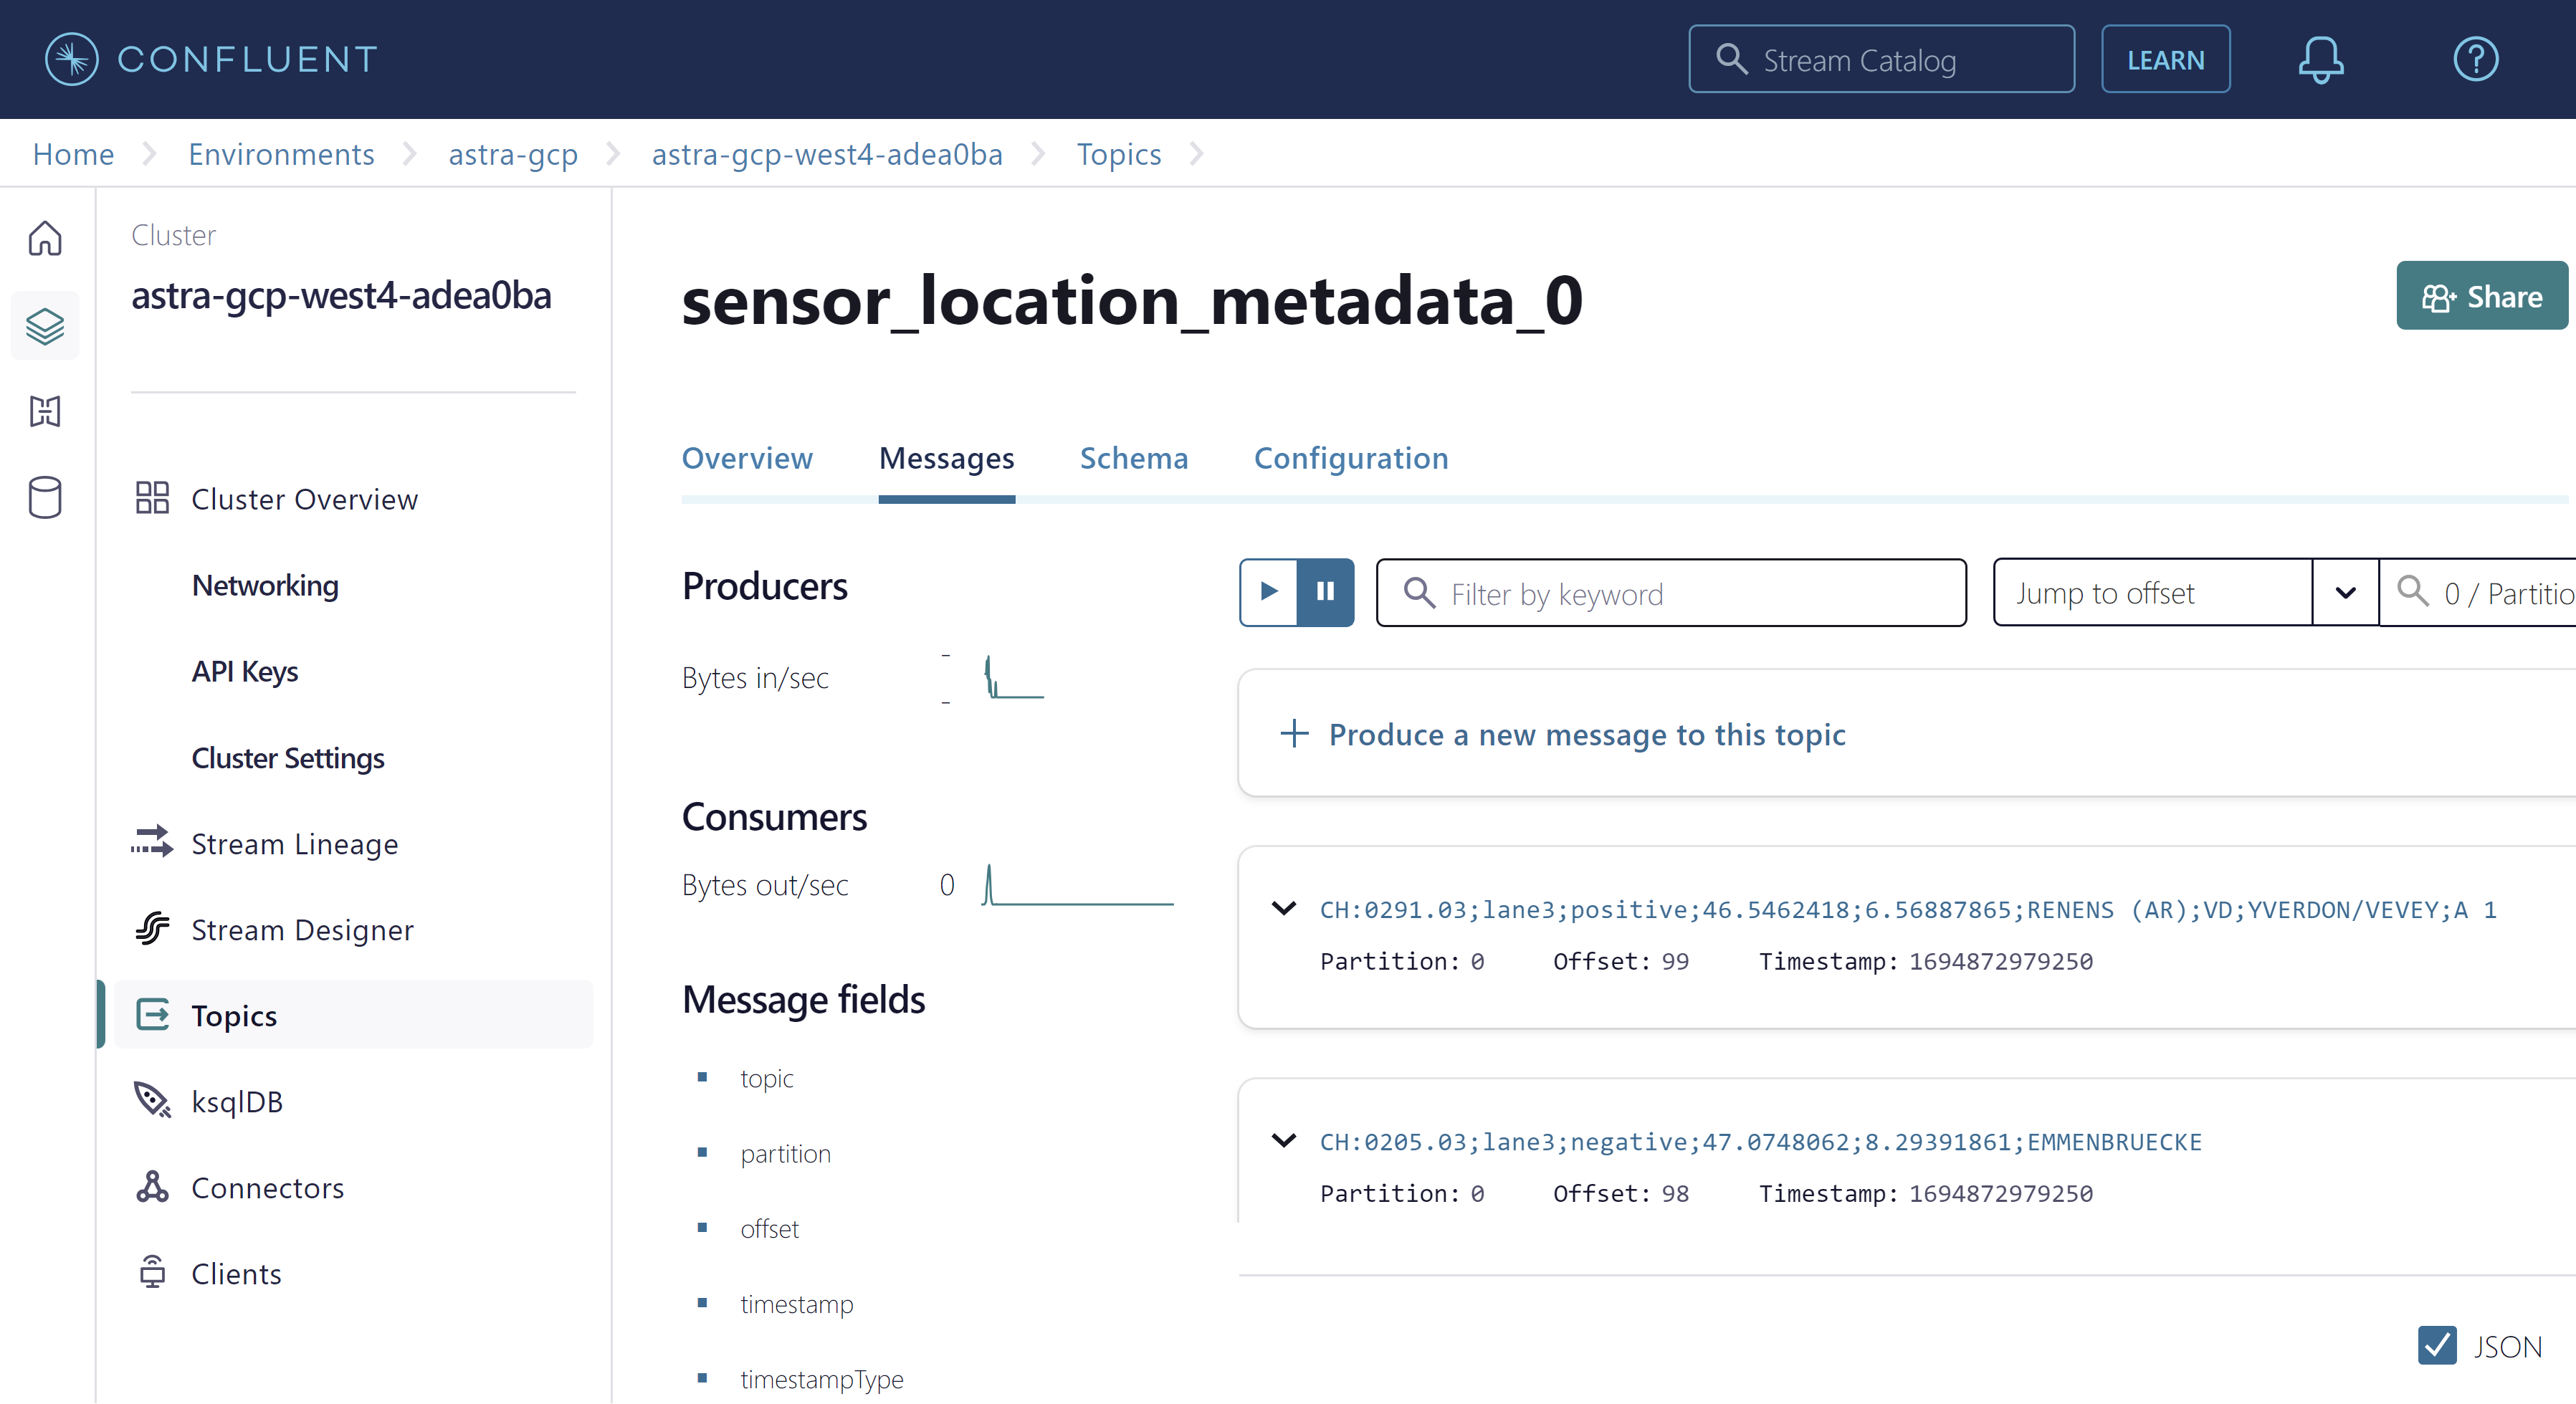 CONFLUENT
Stream Catalog
LEARN
Home
Environments
astra-gcp
astra-gcp-west4-adea0ba
Topics
Cluster
astra-gcp-west4-adea0ba
Cluster Overview
Networking
API Keys
Cluster Settings
Stream Lineage
Stream Designer
Topics
ksqlDB
Connectors
Clients
sensor_location_metadata_0
Share
Overview
Messages
Schema
Configuration
Producers
Bytes in/sec
-
-
Consumers
Bytes out/sec
0
Message fields
topic
partition
offset
timestamp
timestampType
Filter by keyword
Jump to offset
0 / Partitio
Produce a new message to this topic
CH:0291.03;lane3;positive;46.5462418;6.56887865;RENENS (AR);VD;YVERDON/VEVEY;A 1
Partition: 0 Offset: 99 Timestamp: 1694872979250
CH:0205.03;lane3;negative;47.0748062;8.29391861;EMMENBRUECKE
Partition: 0 Offset: 98 Timestamp: 1694872979250
JSON